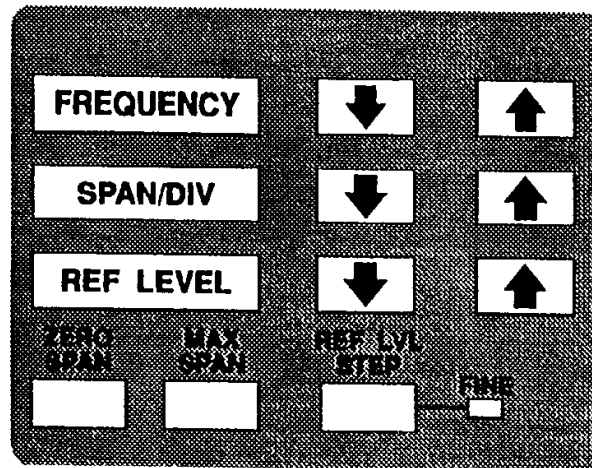 FREQUENCY
SPAN/DIV
REF LEVEL
ZERO
SPAN
MAX
SPAN
REF LVL
STEP
FINE